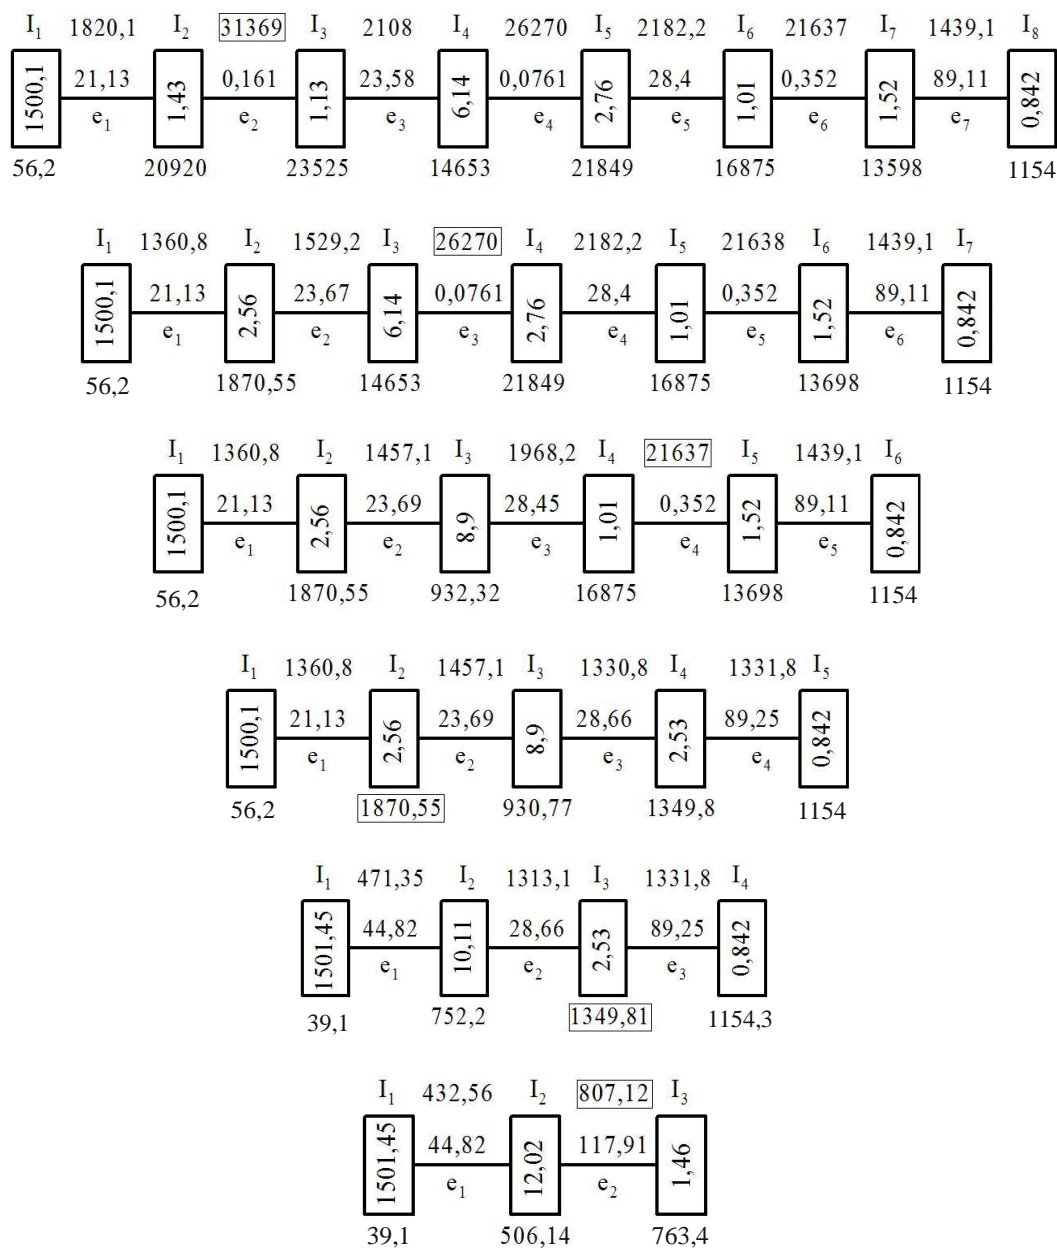 I₁ 1820,1 I₂ 31369 I₃ 2108 I₄ 26270 I₅ 2182,2 I₆ 21637 I₇ 1439,1 I₈
1500,1 21,13 1,43 0,161 1,13 23,58 6,14 0,0761 2,76 28,4 1,01 0,352 1,52 89,11 0,842
e₁ e₂ e₃ e₄ e₅ e₆ e₇
56,2 20920 23525 14653 21849 16875 13598 1154
I₁ 1360,8 I₂ 1529,2 I₃ 26270 I₄ 2182,2 I₅ 21638 I₆ 1439,1 I₇
1500,1 21,13 2,56 23,67 6,14 0,0761 2,76 28,4 1,01 0,352 1,52 89,11 0,842
e₁ e₂ e₃ e₄ e₅ e₆
56,2 1870,55 14653 21849 16875 13698 1154
I₁ 1360,8 I₂ 1457,1 I₃ 1968,2 I₄ 21637 I₅ 1439,1 I₆
1500,1 21,13 2,56 23,69 8,9 28,45 1,01 0,352 1,52 89,11 0,842
e₁ e₂ e₃ e₄ e₅
56,2 1870,55 932,32 16875 13698 1154
I₁ 1360,8 I₂ 1457,1 I₃ 1330,8 I₄ 1331,8 I₅
1500,1 21,13 2,56 23,69 8,9 28,66 2,53 89,25 0,842
e₁ e₂ e₃ e₄
56,2 1870,55 930,77 1349,8 1154
I₁ 471,35 I₂ 1313,1 I₃ 1331,8 I₄
1501,45 44,82 10,11 28,66 2,53 89,25 0,842
e₁ e₂ e₃
39,1 752,2 1349,81 1154,3
I₁ 432,56 I₂ 807,12 I₃
1501,45 44,82 12,02 117,91 1,46
e₁ e₂
39,1 506,14 763,4